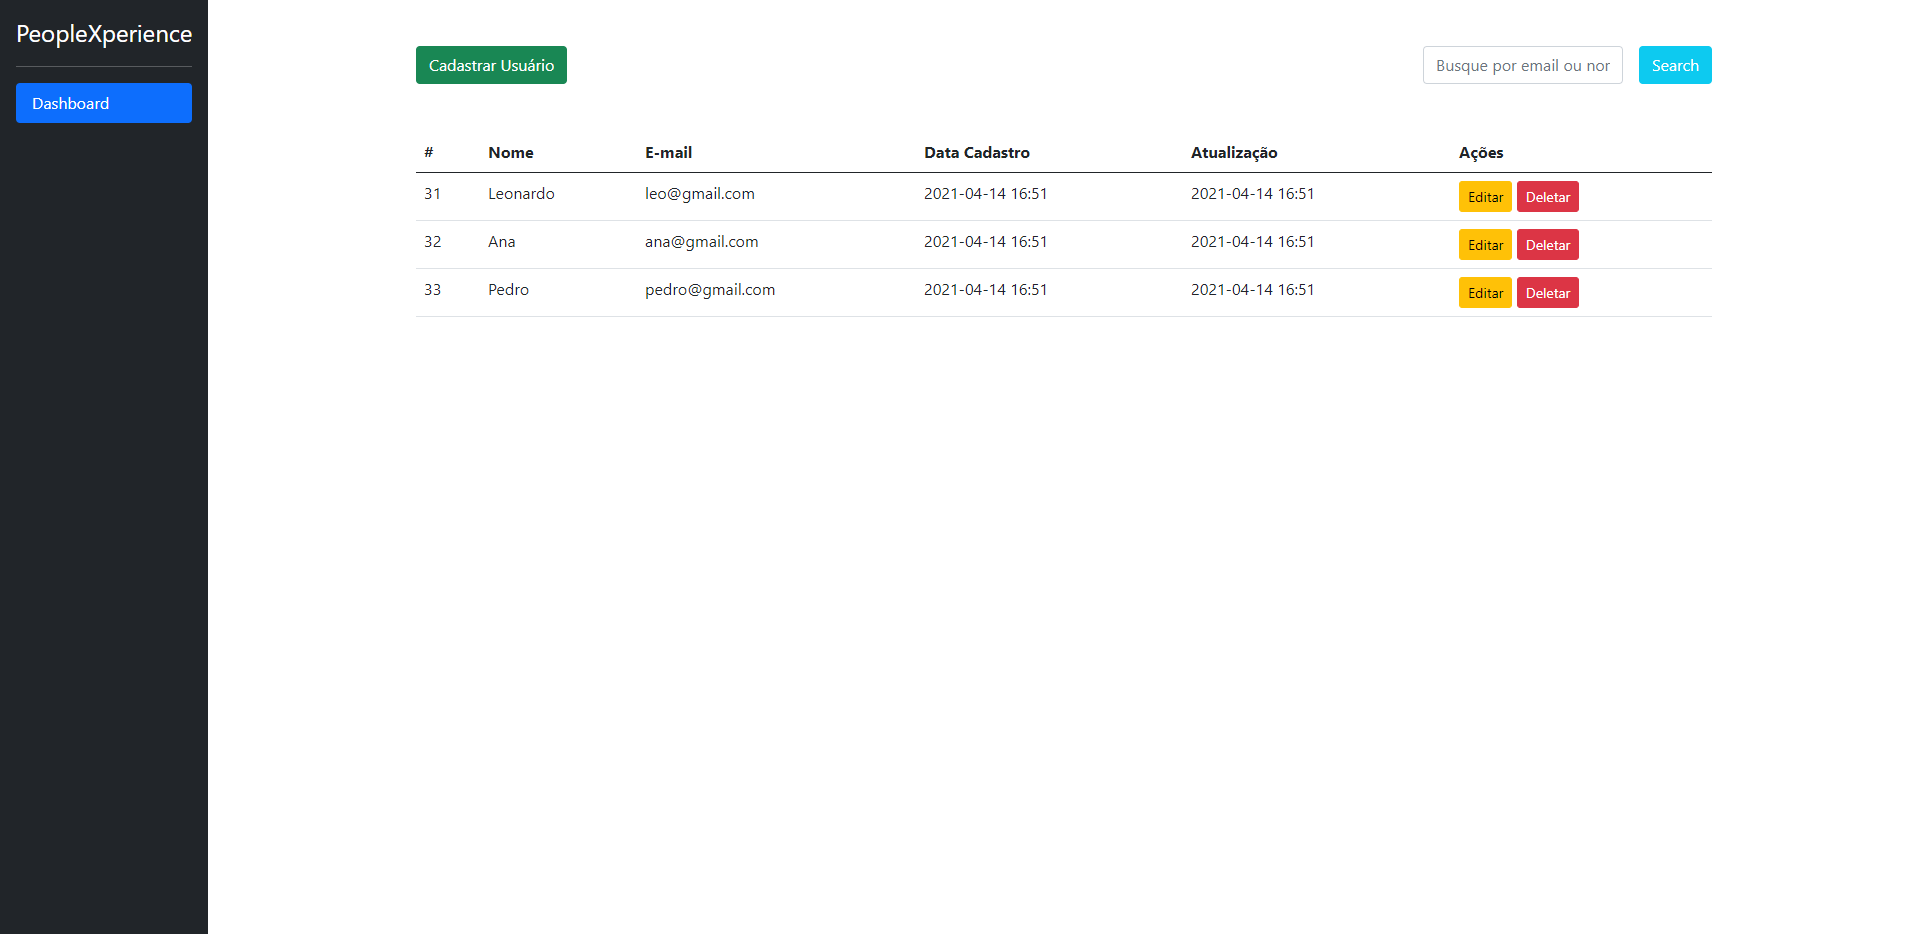 PeopleXperience
Dashboard
Cadastrar Usuário
Busque por email ou nor
Search
# Nome E-mail Data Cadastro Atualização Ações
31 Leonardo leo@gmail.com 2021-04-14 16:51 2021-04-14 16:51 Editar Deletar
32 Ana ana@gmail.com 2021-04-14 16:51 2021-04-14 16:51 Editar Deletar
33 Pedro pedro@gmail.com 2021-04-14 16:51 2021-04-14 16:51 Editar Deletar